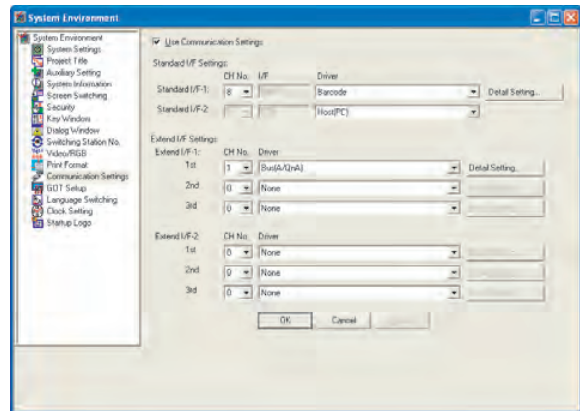 System Environment
System Environment
System Settings
Project Title
Auxiliary Setting
System Information
Screen Switching
Security
Key Window
Dialog Window
Switching Station No.
Video/RGB
Print Format
Communication Settings
GOT Setup
Language Switching
Clock Setting
Startup Logo
Use Communication Settings
Standard I/F Settings
CH No. I/F Driver
Standard I/F-1: 8 Barcode Detail Setting...
Standard I/F-2: Host(PC)
Extend I/F Settings
Extend I/F-1: CH No. Driver
1st 1 Bus(A/QnA) Detail Setting...
2nd 0 None
3rd 0 None
Extend I/F-2 CH No. Driver
1st 0 None
2nd 0 None
3rd 0 None
OK Cancel